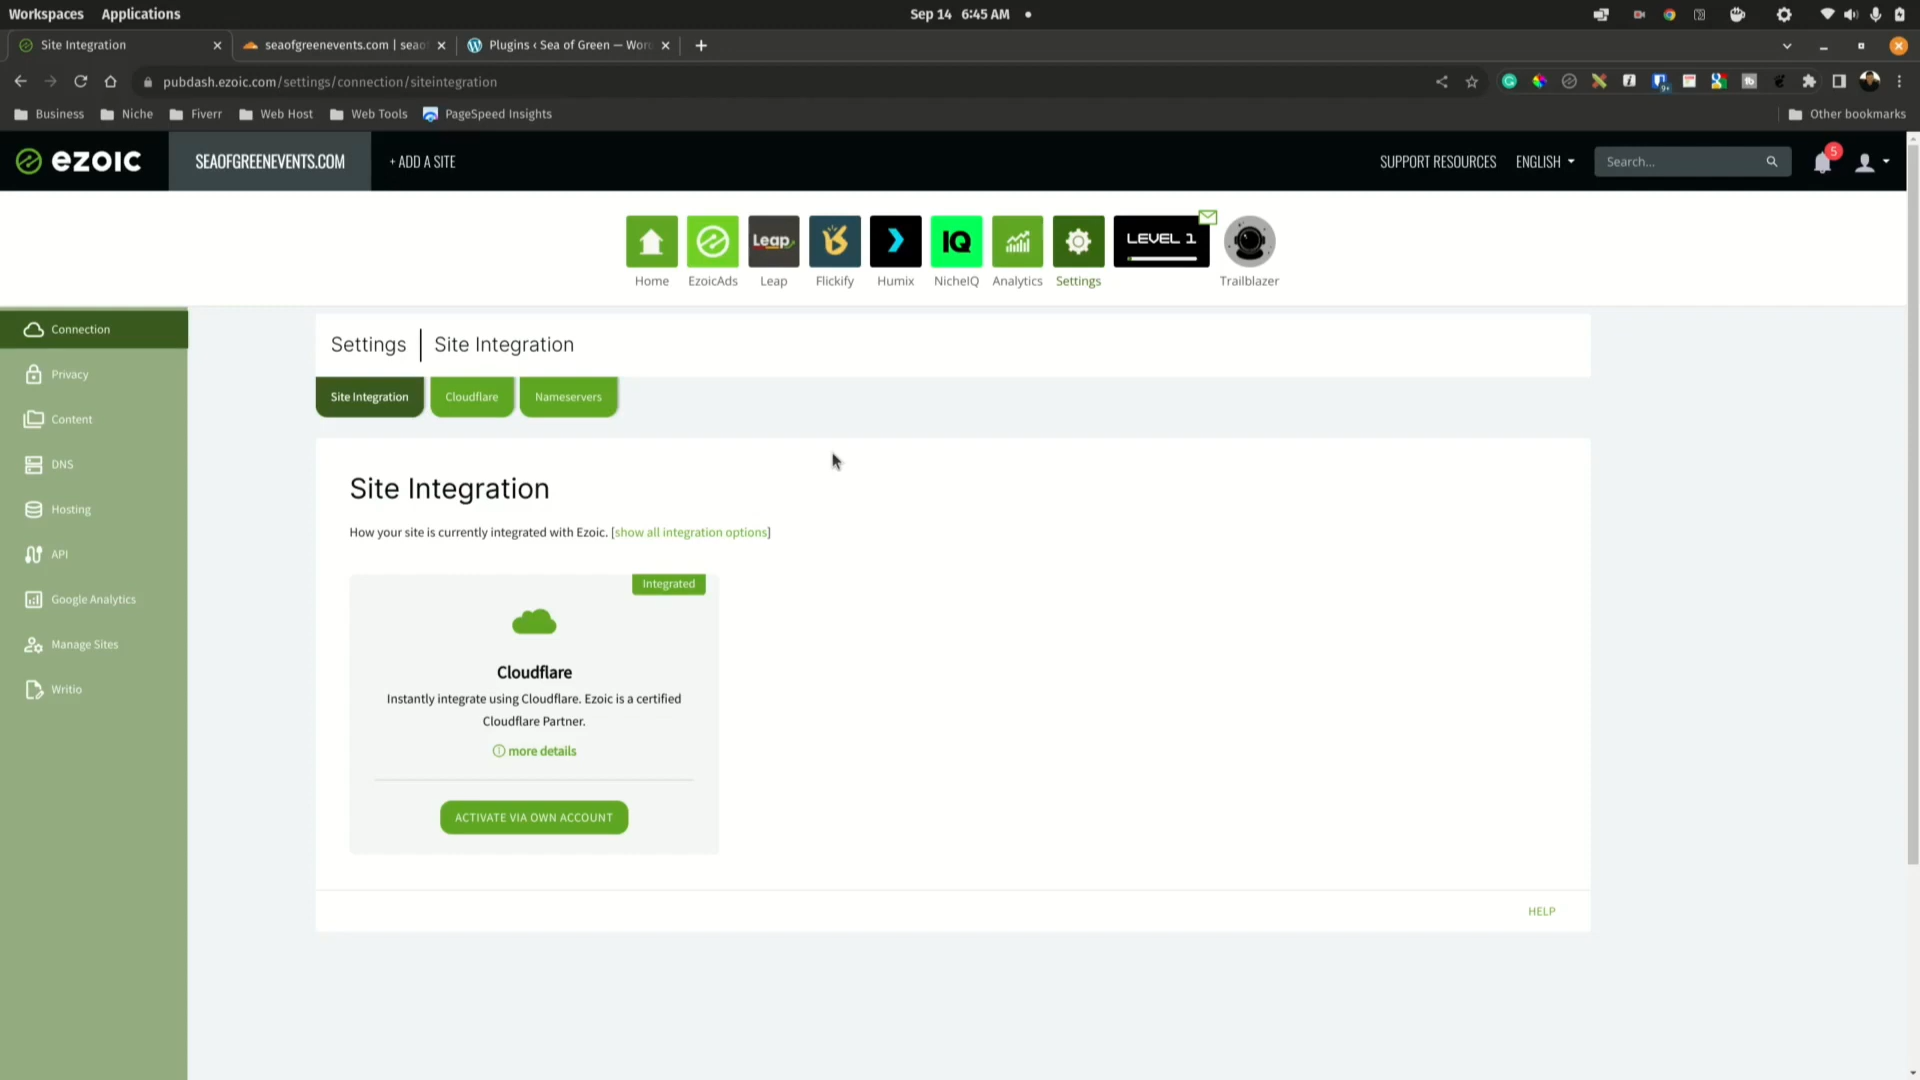 Workspaces Applications Sep 14 6:45 AM
Site Integration seaofgreenevents.com | seao Plugins ‹ Sea of Green — Wor
pubdash.ezoic.com/settings/connection/siteintegration
Business Niche Fiverr Web Host Web Tools PageSpeed Insights Other bookmarks
ezoic SEAOFGREENEVENTS.COM + ADD A SITE SUPPORT RESOURCES ENGLISH Search... 5
Leap IQ LEVEL 1
Home EzoicAds Leap Flickify Humix NicheIQ Analytics Settings Trailblazer
Connection
Privacy
Content
DNS
Hosting
API
Google Analytics
Manage Sites
Writio
Settings | Site Integration
Site Integration Cloudflare Nameservers
Site Integration
How your site is currently integrated with Ezoic. [show all integration options]
Integrated
Cloudflare
Instantly integrate using Cloudflare. Ezoic is a certified
Cloudflare Partner.
more details
ACTIVATE VIA OWN ACCOUNT
HELP